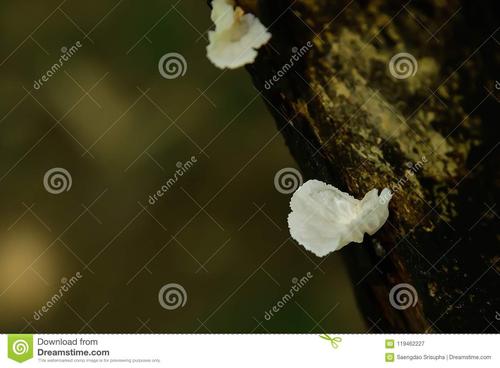 dreamstime
dreamstime
dreamstime
dreamstime
dreamstime
dreamstime
Download from
Dreamstime.com
This watermarked comp image is for previewing purposes only.
119462227
Saengdao Srisupha | Dreamstime.com